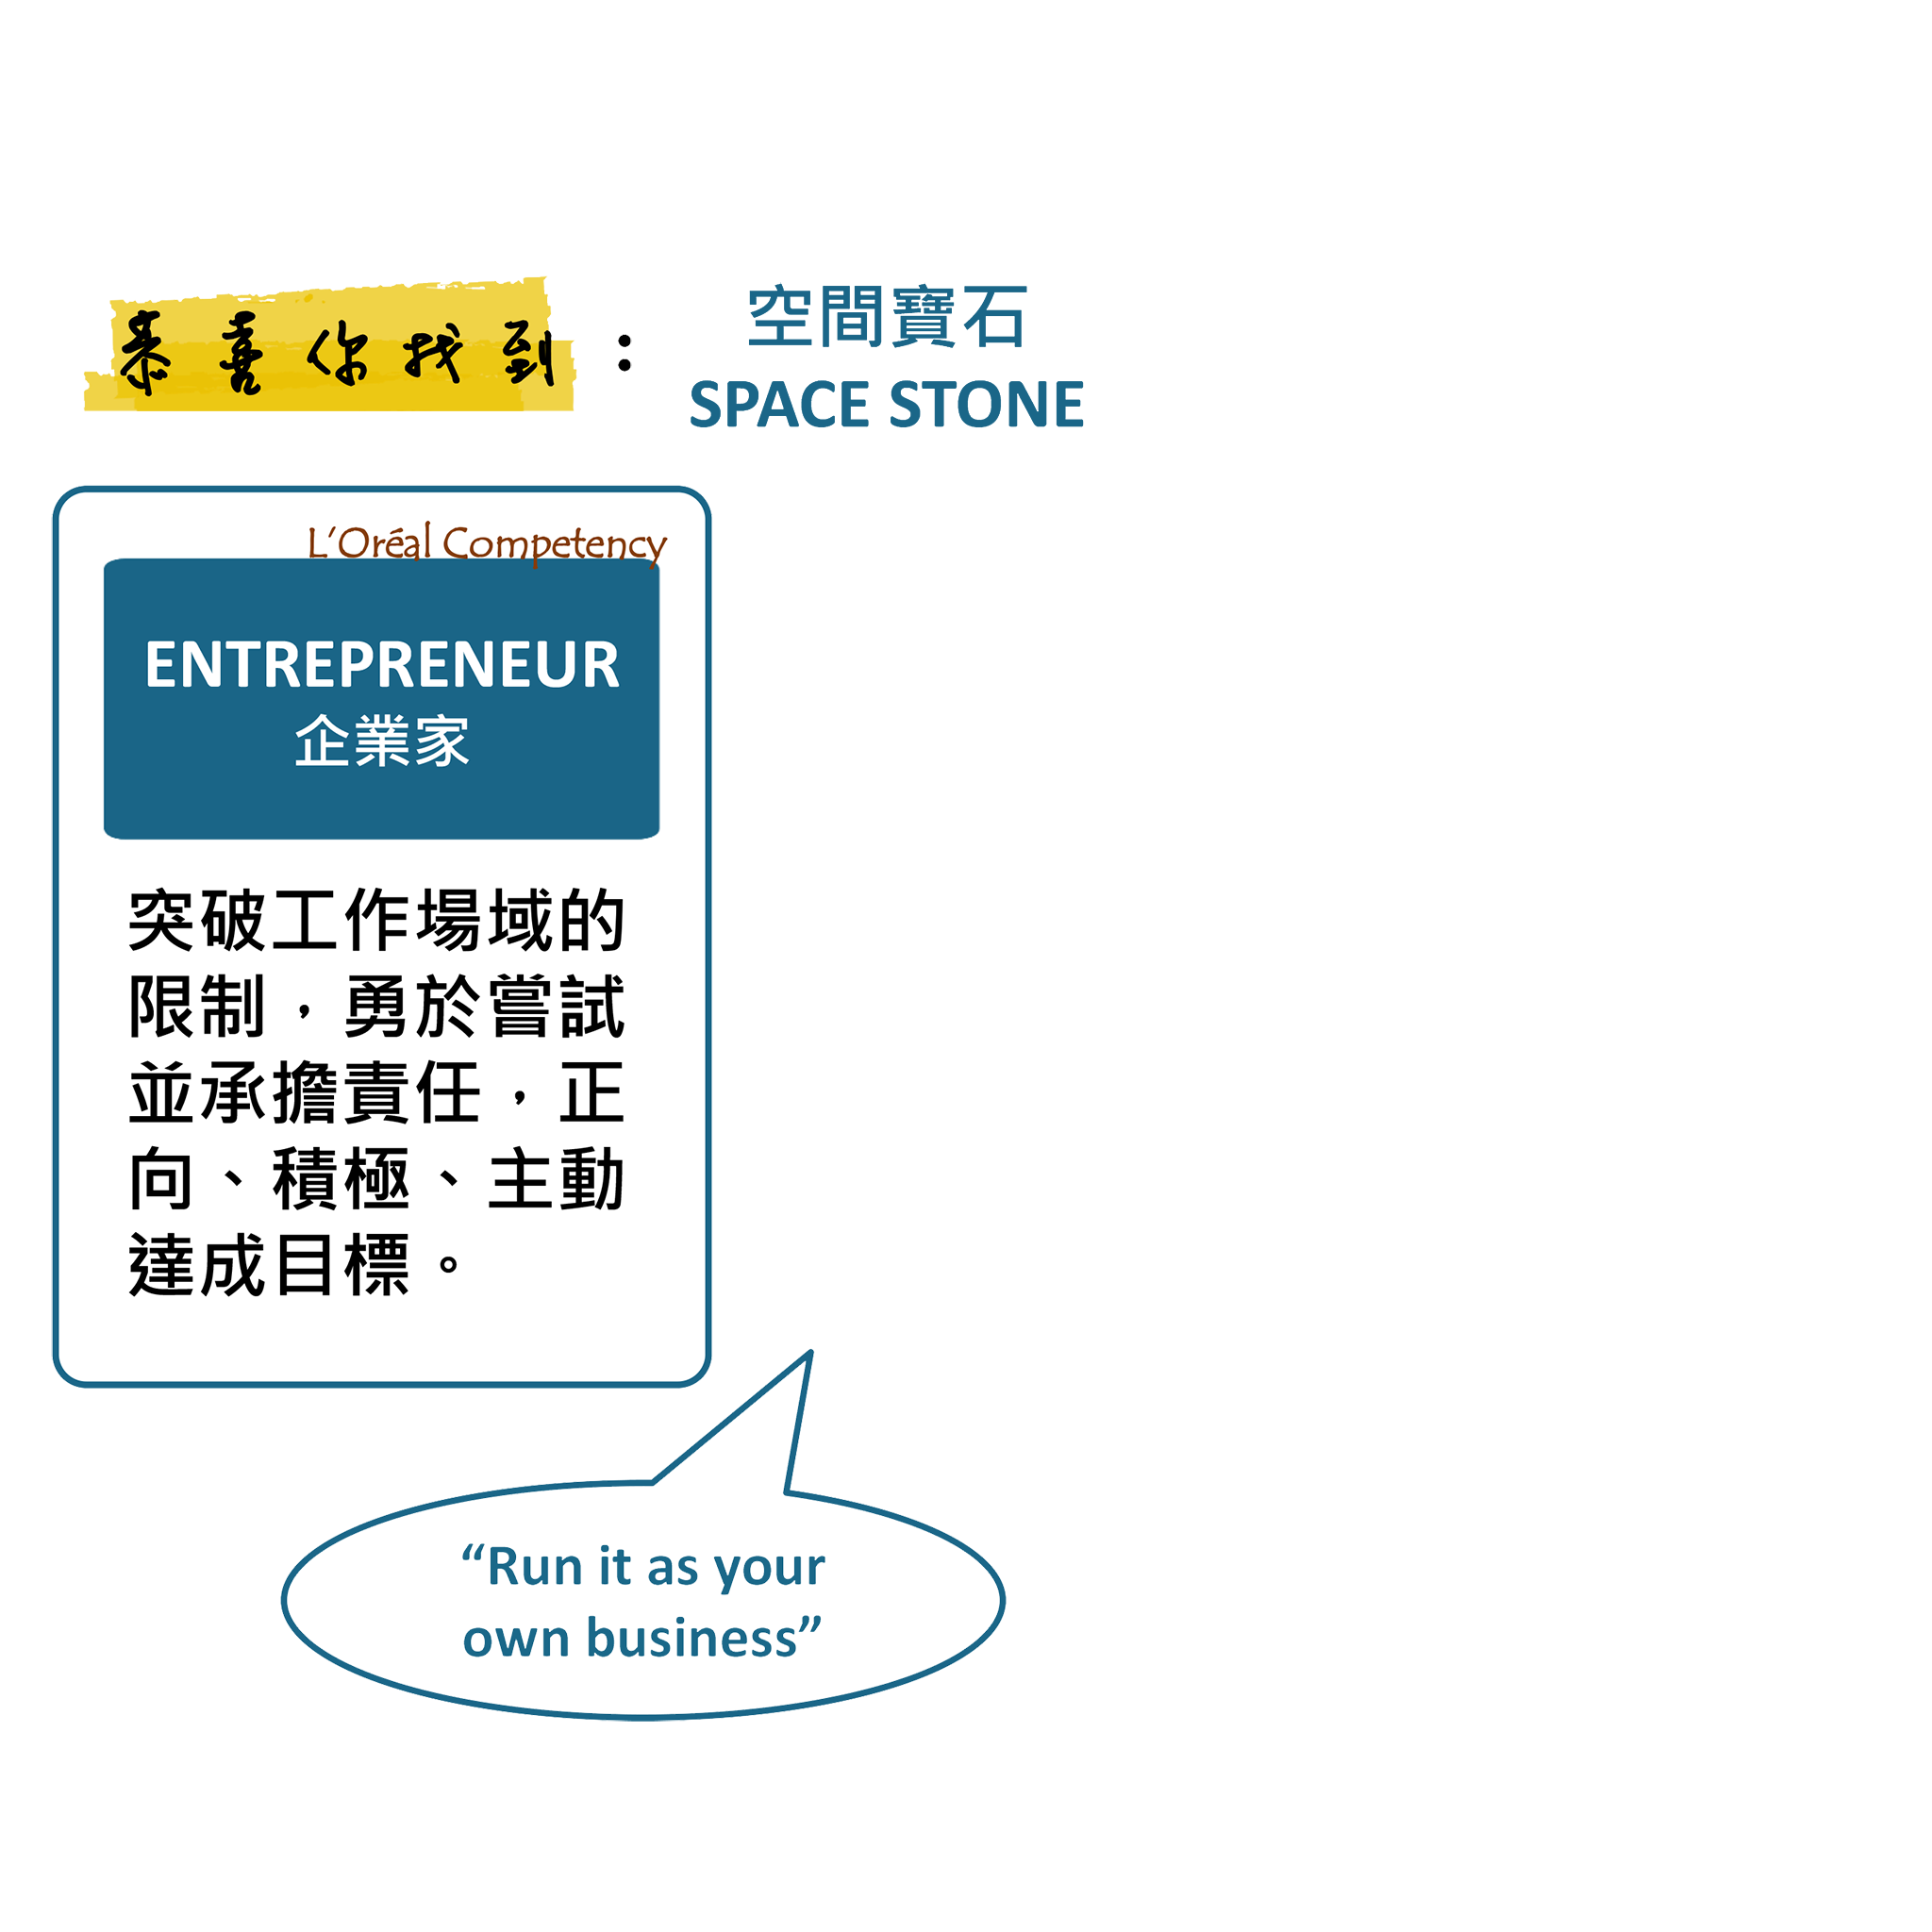 恭喜你找到：
空間寶石
SPACE STONE
L'Oréal Competency
ENTREPRENEUR
企業家
突破工作場域的
限制，勇於嘗試
並承擔責任，正
向、積極、主動
達成目標。
“Run it as your
own business”